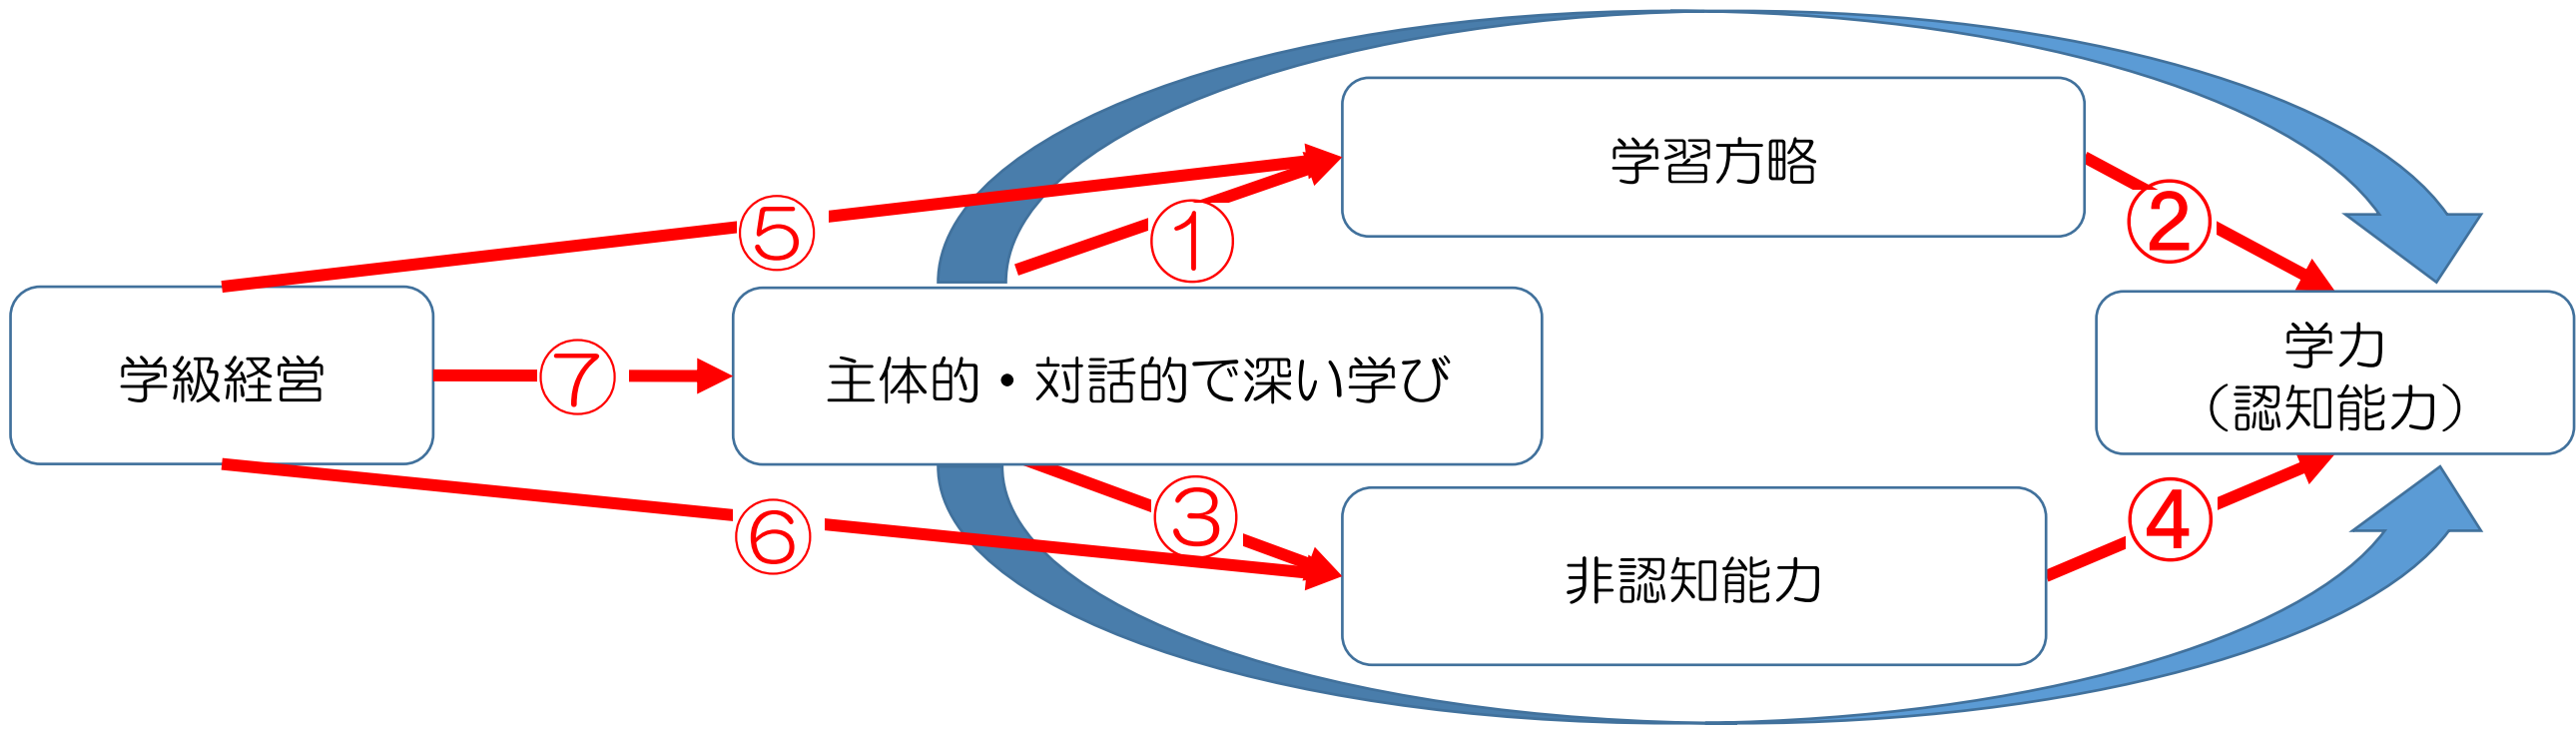 学習方略
②
⑤
①
学級経営
⑦
主体的・対話的で深い学び
学力
（認知能力）
⑥
③
④
非認知能力